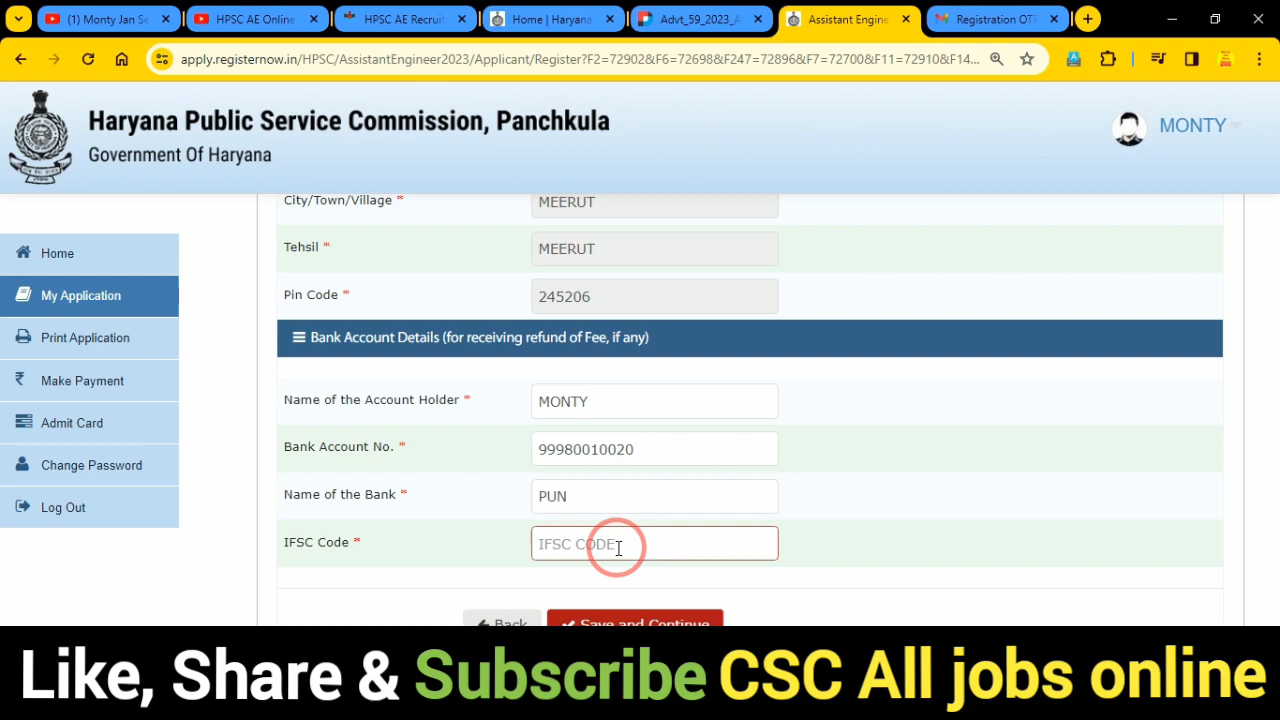 (1) Monty Jan Se
HPSC AE Online
HPSC AE Recruit
Home | Haryana
Advt_59_2023_A
Assistant Engine
Registration OTP
apply.registernow.in/HPSC/AssistantEngineer2023/Applicant/Register?F2=72902&F6=72698&F247=72896&F7=72700&F11=72910&F14...
Haryana Public Service Commission, Panchkula
Government Of Haryana
MONTY
Home
My Application
Print Application
Make Payment
Admit Card
Change Password
Log Out
City/Town/Village * MEERUT
Tehsil * MEERUT
Pin Code * 245206
Bank Account Details (for receiving refund of Fee, if any)
Name of the Account Holder * MONTY
Bank Account No. * 99980010020
Name of the Bank * PUN
IFSC Code * IFSC CODE
Back Save and Continue
Like, Share & Subscribe CSC All jobs online